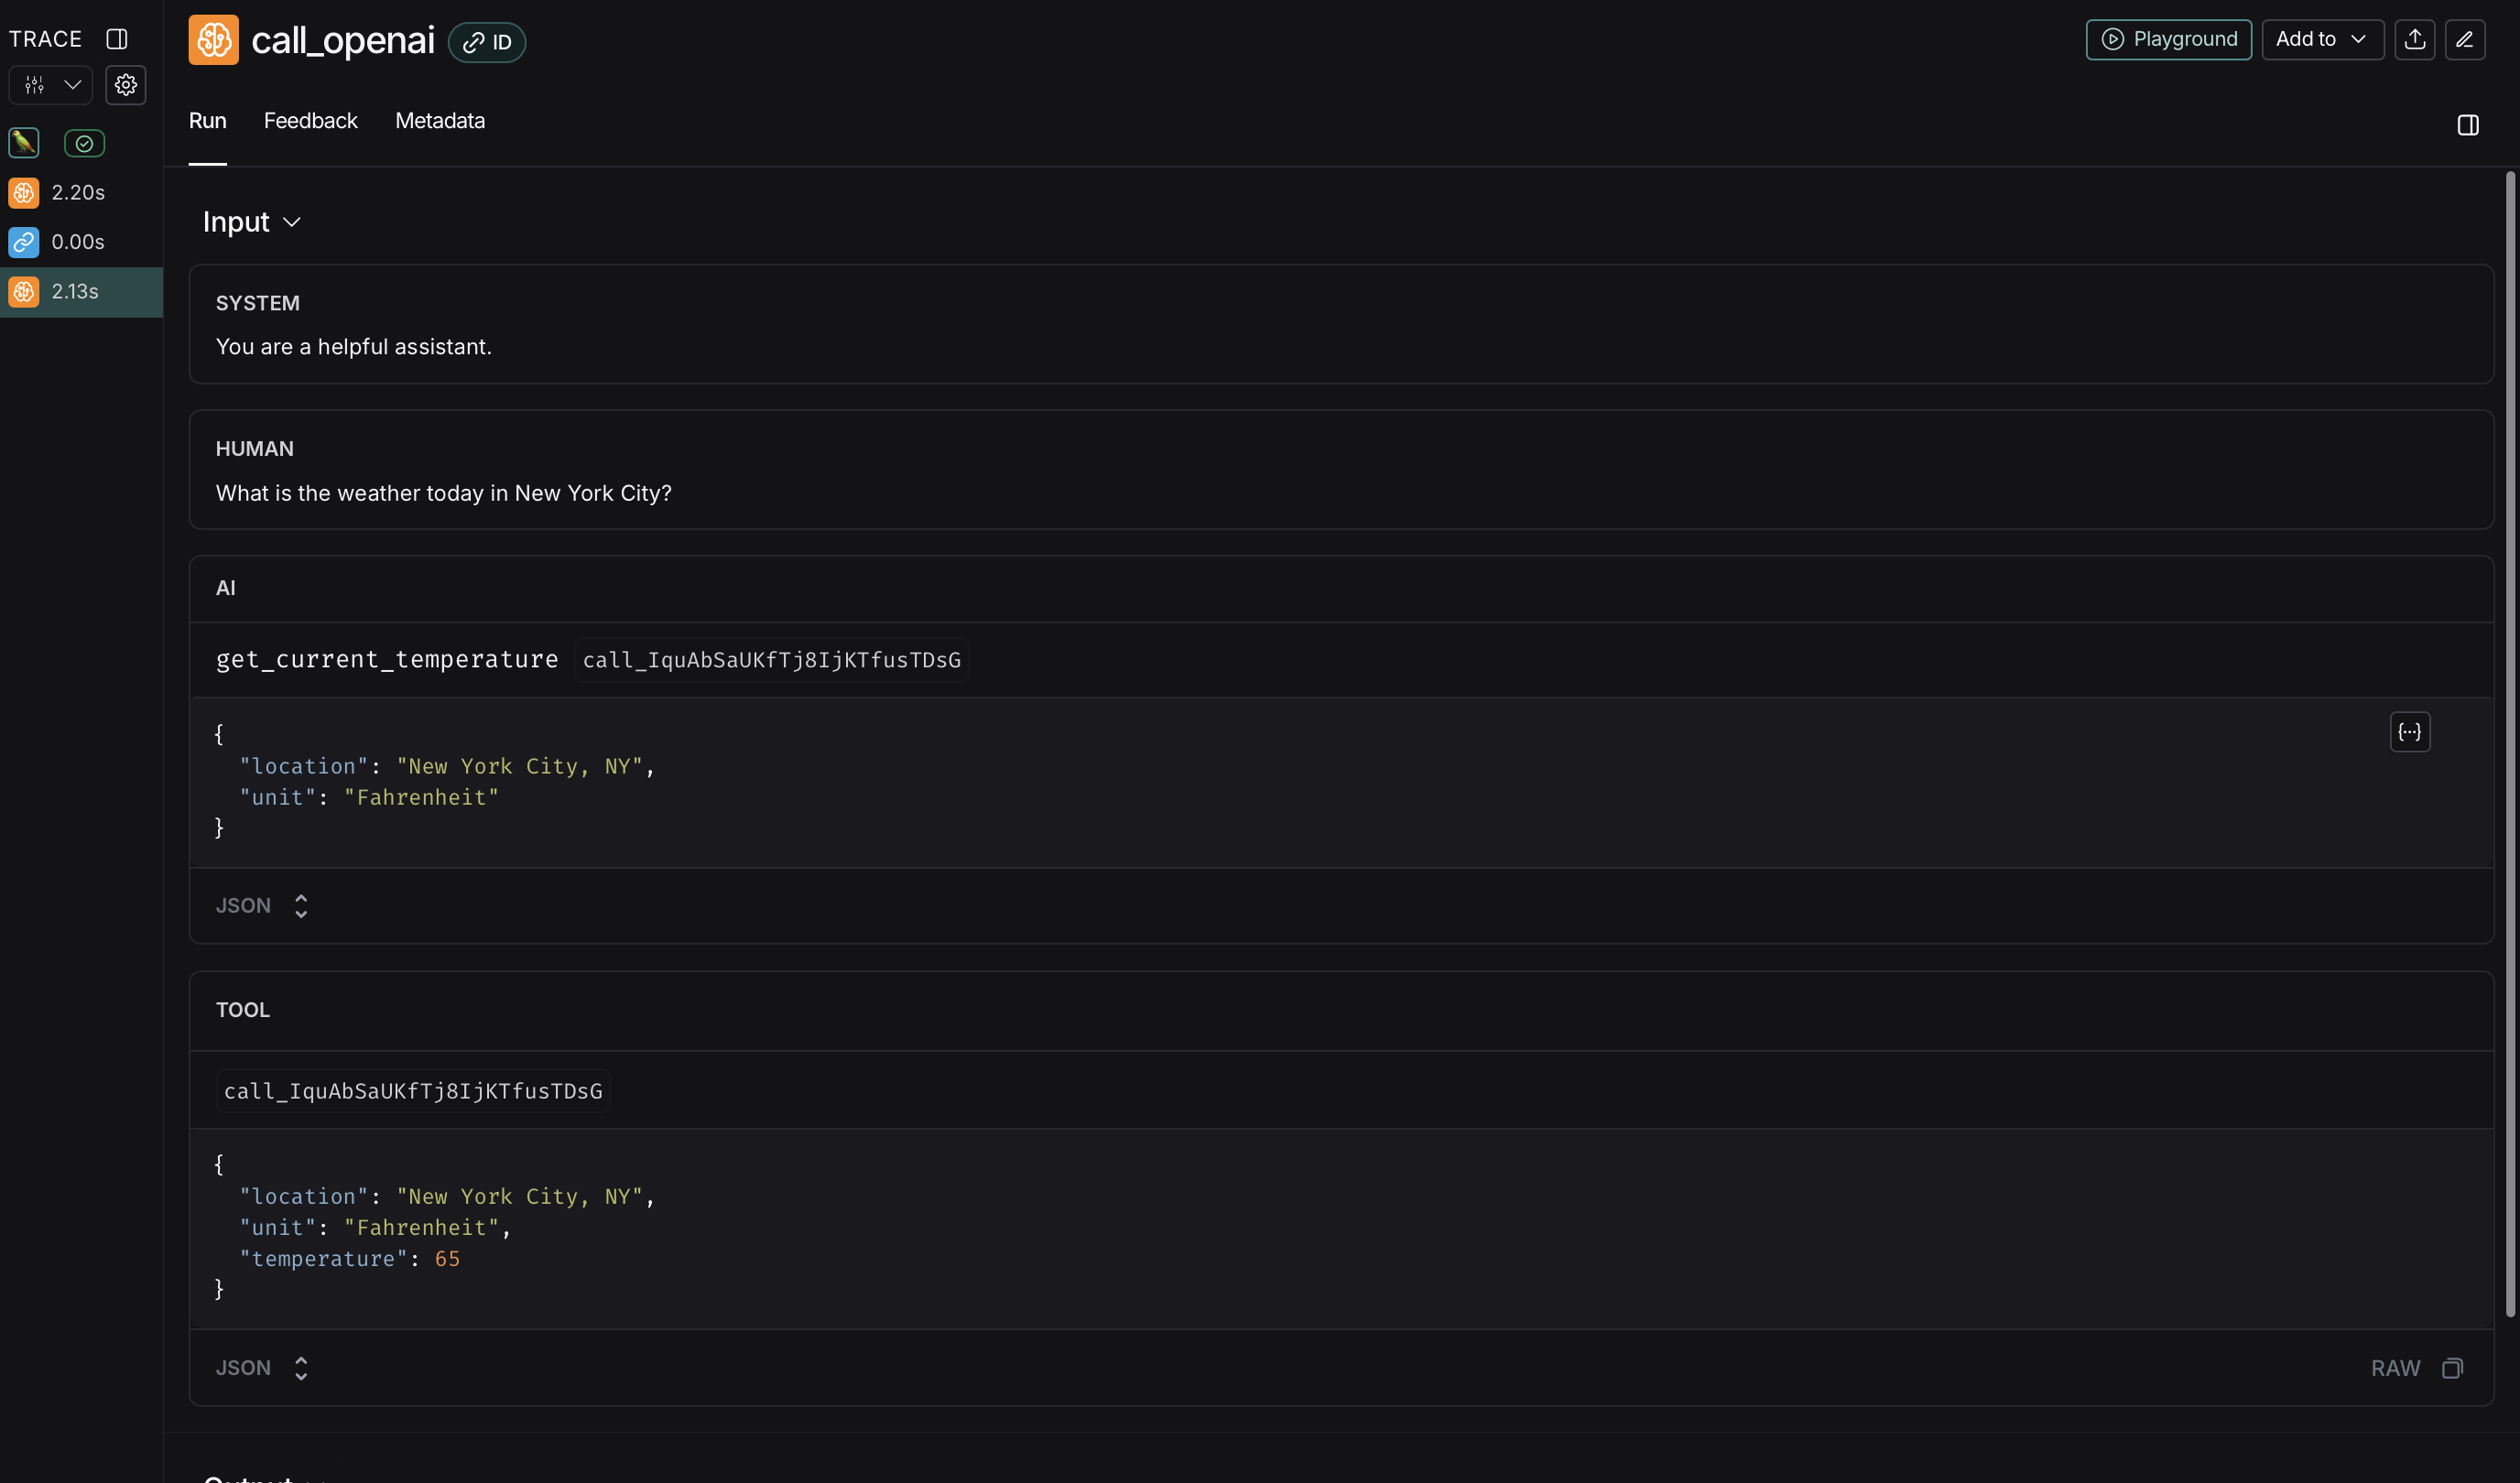 TRACE
2.20s
0.00s
2.13s
call_openai
ID
Playground
Add to
Run Feedback Metadata
Input
SYSTEM
You are a helpful assistant.
HUMAN
What is the weather today in New York City?
AI
get_current_temperature call_IquAbSaUKfTj8IjKTfusTDsG
{
"location": "New York City, NY",
"unit": "Fahrenheit"
}
JSON
TOOL
call_IquAbSaUKfTj8IjKTfusTDsG
{
"location": "New York City, NY",
"unit": "Fahrenheit",
"temperature": 65
}
JSON
RAW